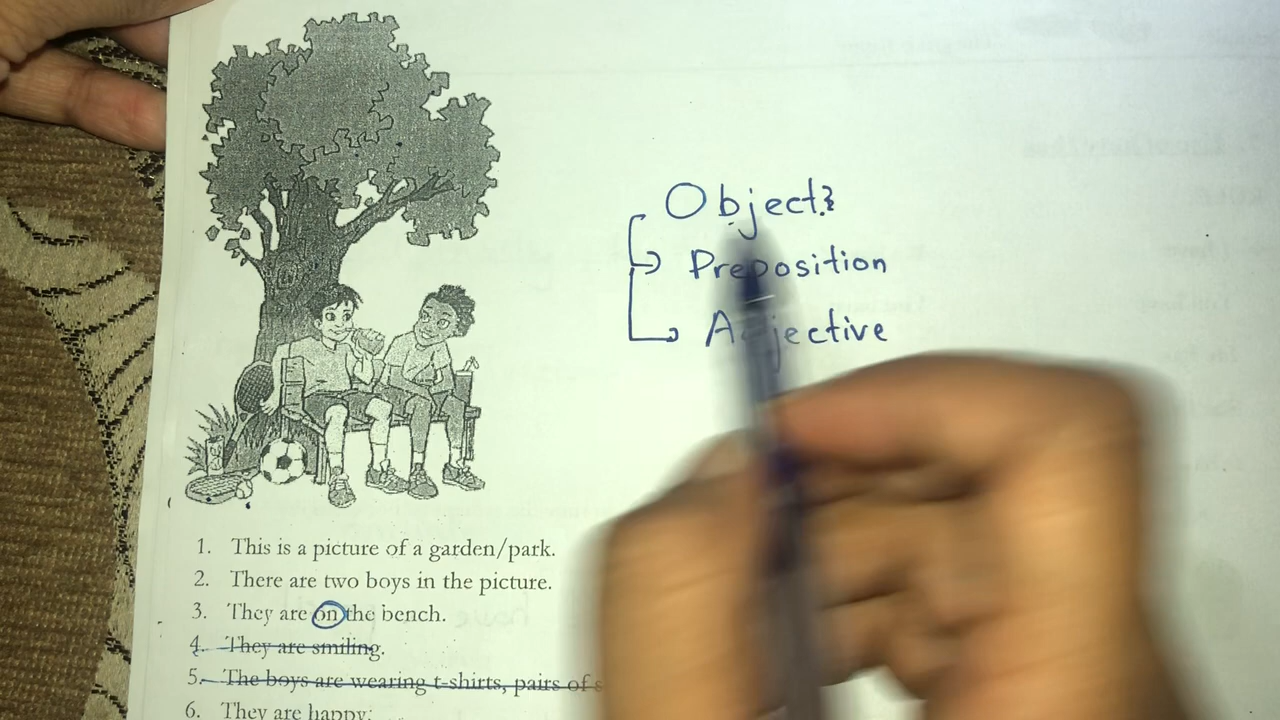 Object:
Preposition
Adjective
1. This is a picture of a garden/park.
2. There are two boys in the picture.
3. They are on the bench.
4. They are smiling.
5. The boys are wearing t-shirts, pairs of s
6. They are happy.